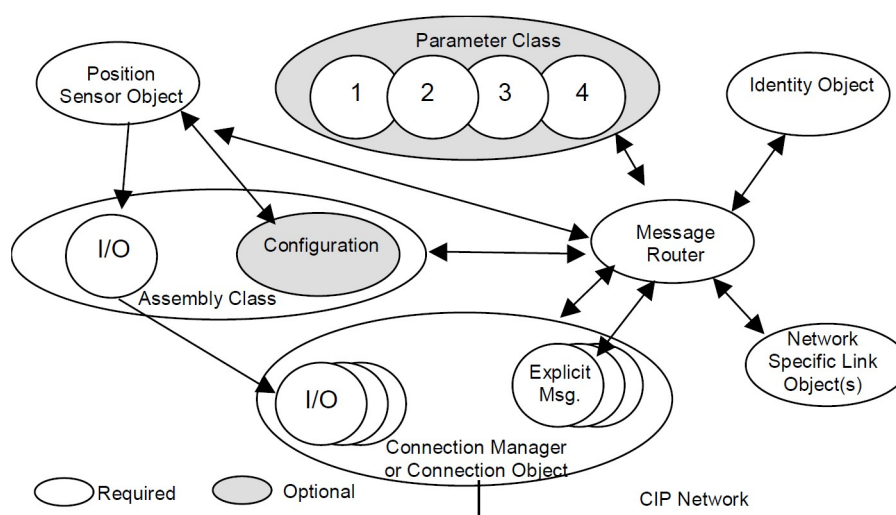 Parameter Class
1 2 3 4
Position
Sensor Object
Identity Object
I/O
Configuration
Assembly Class
Message
Router
Network
Specific Link
Object(s)
I/O
Explicit
Msg.
Connection Manager
or Connection Object
Required
Optional
CIP Network